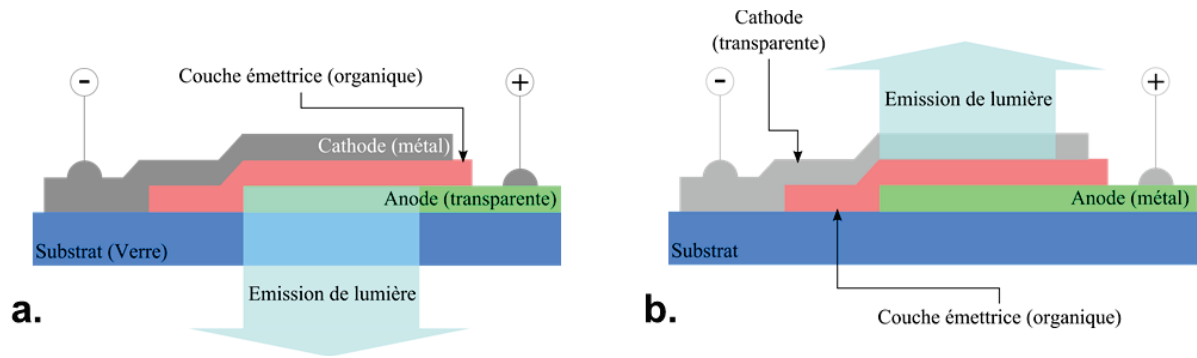 Couche émettrice (organique)
-
+
Cathode (métal)
Anode (transparente)
Substrat (Verre)
Emission de lumière
a.
Cathode
(transparente)
-
+
Emission de lumière
Anode (métal)
Substrat
Couche émettrice (organique)
b.